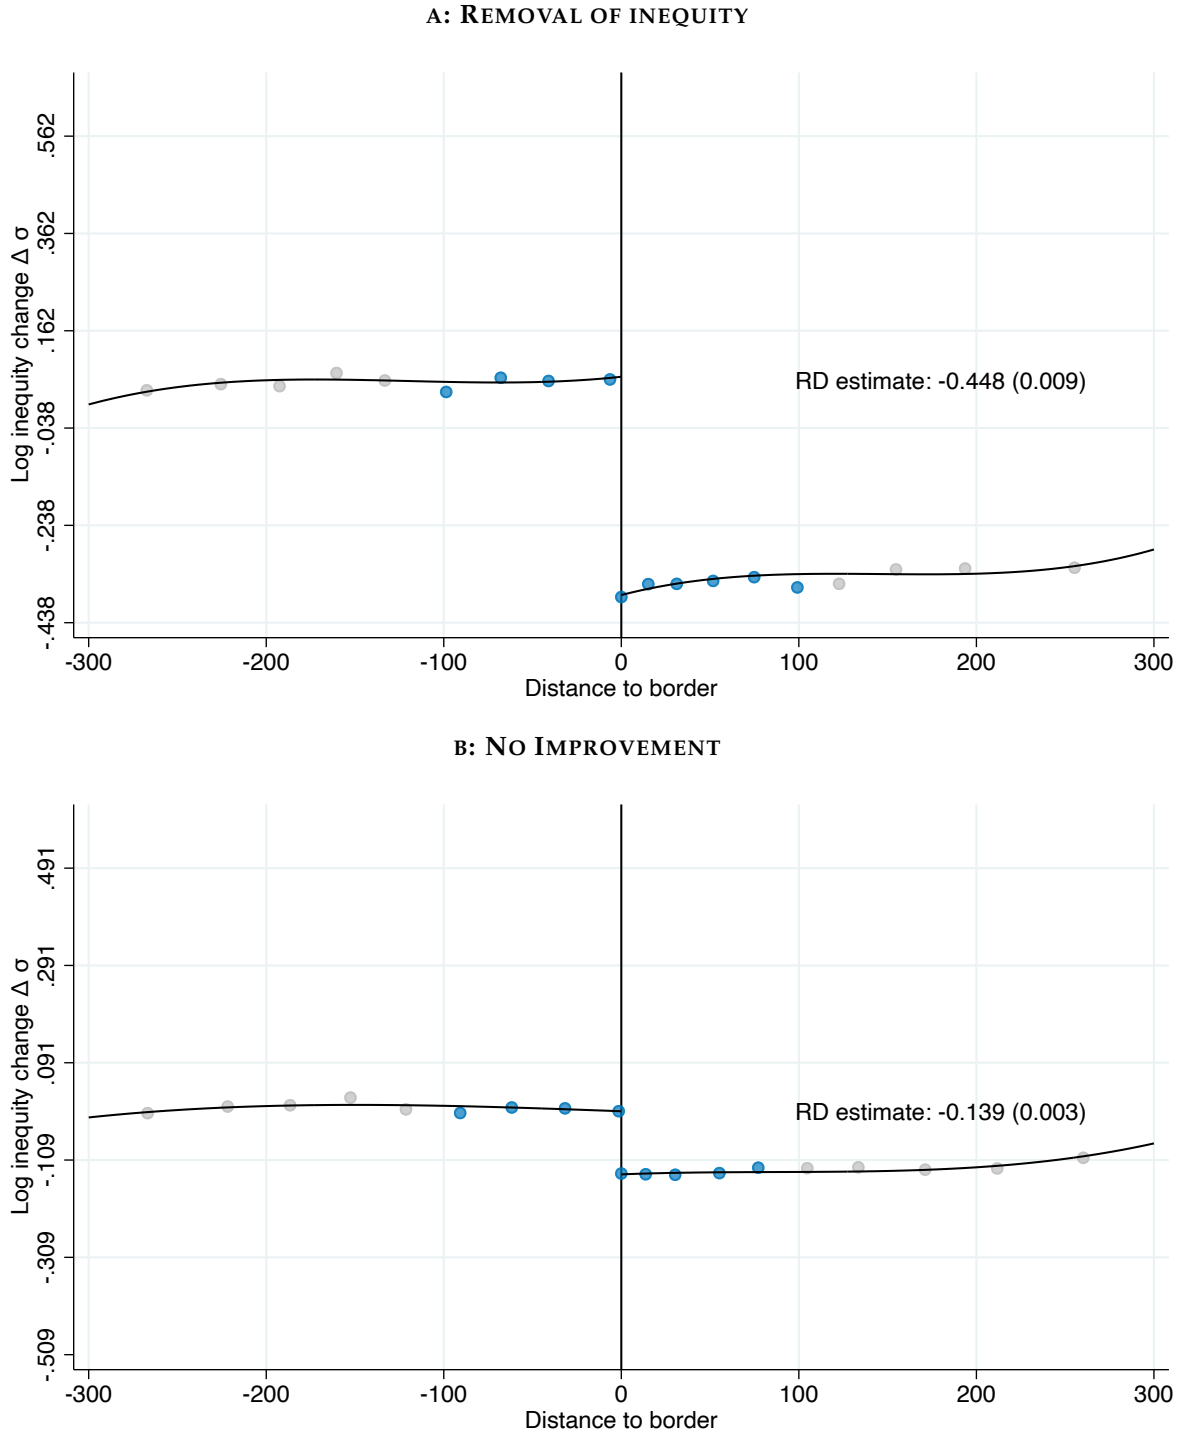 A: REMOVAL OF INEQUITY
Log inequity change Δ σ
.562
.362
.162
-.038
-.238
-.438
RD estimate: -0.448 (0.009)
-300 -200 -100 0 100 200 300
Distance to border
B: NO IMPROVEMENT
Log inequity change Δ σ
.491
.291
.091
-.109
-.309
-.509
RD estimate: -0.139 (0.003)
-300 -200 -100 0 100 200 300
Distance to border